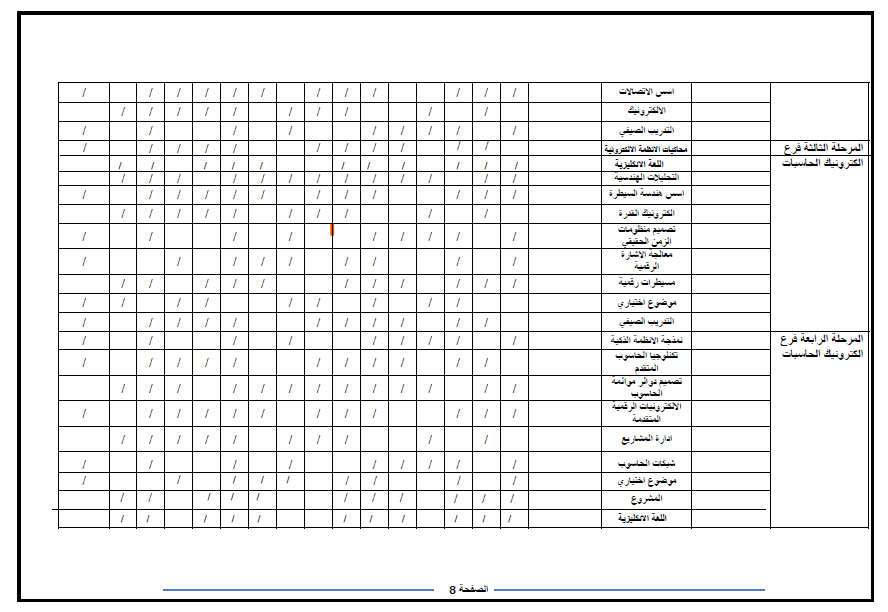 اسس الاتصالات / / / / / / / / / / / /
الالكترونيك / / / / / / / / / /
التدريب الصيفي / / / / / / / / /
المرحلة الثالثة فرع
الكترونيك الحاسبات
محاكيات الانظمة الالكترونية / / / / / / / / / / /
اللغة الانكليزية / / / / / / / / / / /
التحليلات الهندسية / / / / / / / / / / / / /
اسس هندسة السيطرة / / / / / / / / / / / /
الكترونيك القدرة / / / / / / / / / /
تصميم منظومات
الزمن الحقيقي / / / / / / / / /
معالجة الاشارة
الرقمية / / / / / / / / /
مسيطرات رقمية / / / / / / / / / / /
موضوع اختياري / / / / / / / / / /
التدريب الصيفي / / / / / / / / / / /
المرحلة الرابعة فرع
الكترونيك الحاسبات
نمذجة الانظمة الذكية / / / / / / / / /
تكنلوجيا الحاسوب
المتقدم / / / / / / / / / / /
تصميم دوائر موائمة
الحاسوب / / / / / / / / / / / / /
الالكترونيات الرقمية
المتقدمة / / / / / / / / / / / /
ادارة المشاريع / / / / / / / / / /
شبكات الحاسوب / / / / / / / / /
موضوع اختياري / / / / / / / / /
المشروع / / / / / / / / / / /
اللغة الانكليزية / / / / / / / / / / /
الصفحة 8